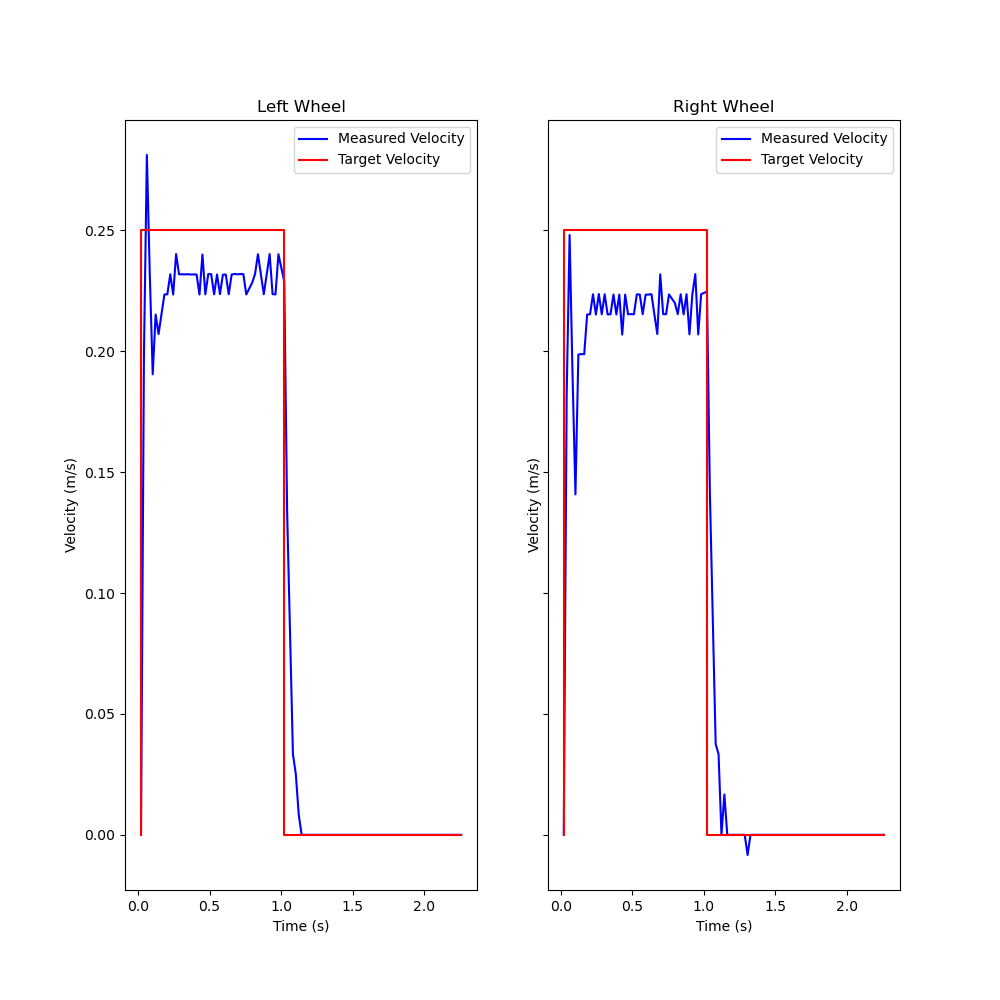 Left Wheel
Measured Velocity
Target Velocity
0.25
0.20
0.15
0.10
0.05
0.00
Velocity (m/s)
0.0 0.5 1.0 1.5 2.0
Time (s)
Right Wheel
Measured Velocity
Target Velocity
Velocity (m/s)
0.0 0.5 1.0 1.5 2.0
Time (s)